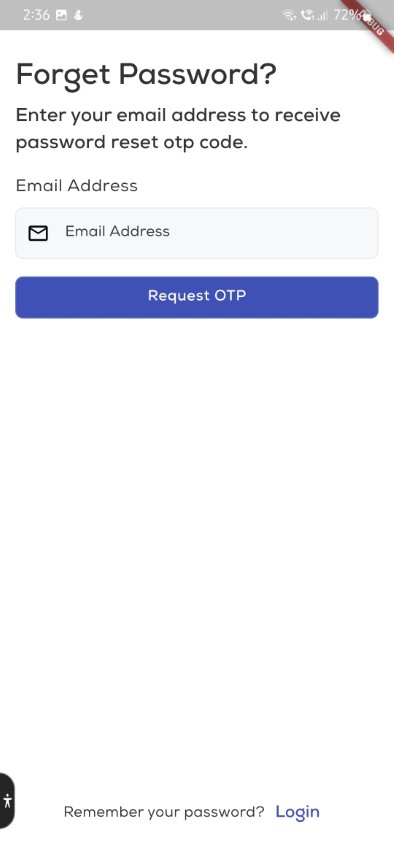 2:36
72%
Forget Password?
Enter your email address to receive
password reset otp code.
Email Address
Email Address
Request OTP
Remember your password? Login